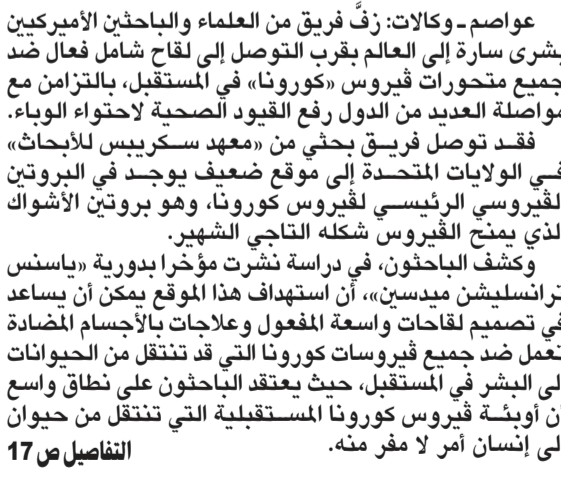 عواصم ـ وكالات: زفَّ فريق من العلماء والباحثين الأميركيين
بشرى سارة إلى العالم بقرب التوصل إلى لقاح شامل فعال ضد
جميع متحورات ڤيروس «كورونا» في المستقبل، بالتزامن مع
مواصلة العديد من الدول رفع القيود الصحية لاحتواء الوباء.
فقد توصل فريق بحثي من «معهد سكريبس للأبحاث»
في الولايات المتحدة إلى موقع ضعيف يوجد في البروتين
الڤيروسي الرئيسي لڤيروس كورونا، وهو بروتين الأشواك
الذي يمنح الڤيروس شكله التاجي الشهير.
وكشف الباحثون، في دراسة نشرت مؤخرا بدورية «ياسنس
ترانسليشن ميدسين»، أن استهداف هذا الموقع يمكن أن يساعد
في تصميم لقاحات واسعة المفعول وعلاجات بالأجسام المضادة
تعمل ضد جميع ڤيروسات كورونا التي قد تنتقل من الحيوانات
إلى البشر في المستقبل، حيث يعتقد الباحثون على نطاق واسع
أن أوبئة ڤيروس كورونا المستقبلية التي تنتقل من حيوان
إلى إنسان أمر لا مفر منه. التفاصيل ص 17